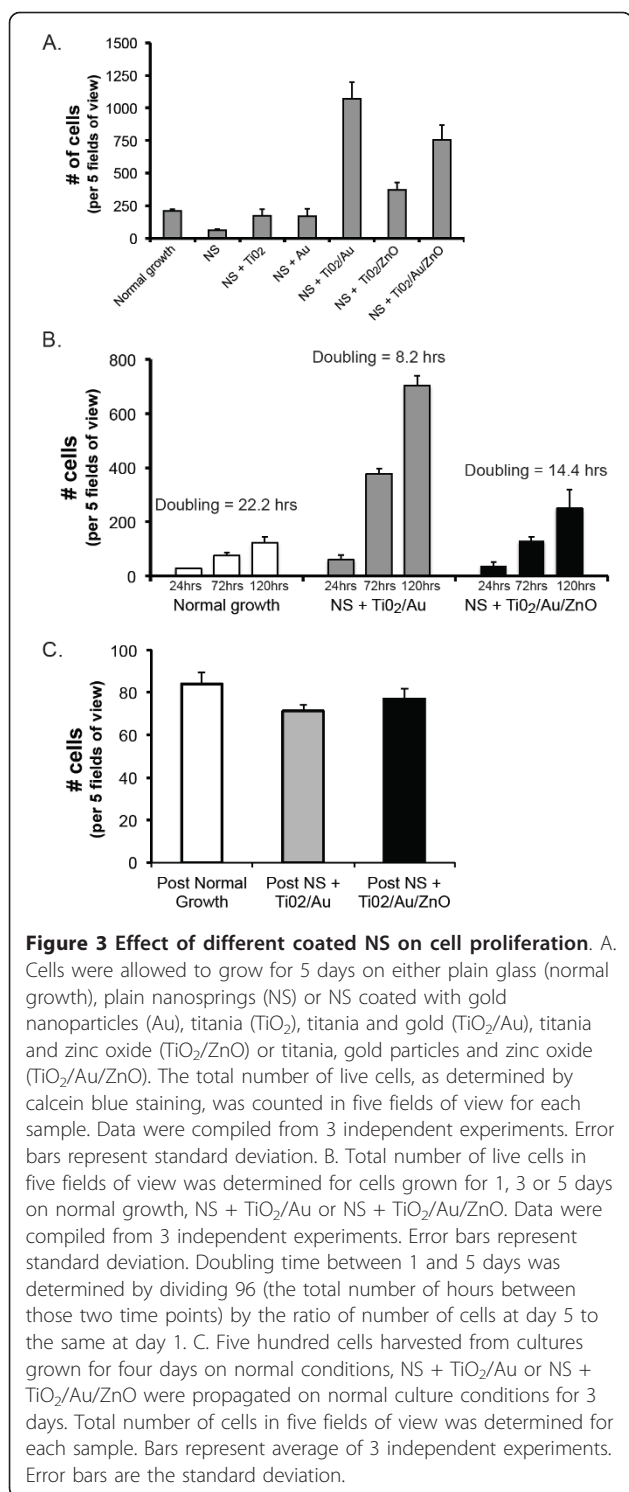 A.
1500
1250
1000
750
500
250
0
# of cells
(per 5 fields of view)
Normal growth
NS
NS + Ti0₂
NS + Au
NS + Ti0₂/Au
NS + Ti0₂/ZnO
NS + Ti0₂/Au/ZnO
B.
800
600
400
200
0
# cells
(per 5 fields of view)
Doubling = 22.2 hrs
Doubling = 8.2 hrs
Doubling = 14.4 hrs
24hrs 72hrs 120hrs
24hrs 72hrs 120hrs
24hrs 72hrs 120hrs
Normal growth
NS + Ti0₂/Au
NS + Ti0₂/Au/ZnO
C.
100
80
60
40
20
0
# cells
(per 5 fields of view)
Post Normal
Growth
Post NS +
Ti02/Au
Post NS +
Ti02/Au/ZnO
Figure 3 Effect of different coated NS on cell proliferation. A.
Cells were allowed to grow for 5 days on either plain glass (normal
growth), plain nanosprings (NS) or NS coated with gold
nanoparticles (Au), titania (TiO₂), titania and gold (TiO₂/Au), titania
and zinc oxide (TiO₂/ZnO) or titania, gold particles and zinc oxide
(TiO₂/Au/ZnO). The total number of live cells, as determined by
calcein blue staining, was counted in five fields of view for each
sample. Data were compiled from 3 independent experiments. Error
bars represent standard deviation. B. Total number of live cells in
five fields of view was determined for cells grown for 1, 3 or 5 days
on normal growth, NS + TiO₂/Au or NS + TiO₂/Au/ZnO. Data were
compiled from 3 independent experiments. Error bars represent
standard deviation. Doubling time between 1 and 5 days was
determined by dividing 96 (the total number of hours between
those two time points) by the ratio of number of cells at day 5 to
the same at day 1. C. Five hundred cells harvested from cultures
grown for four days on normal conditions, NS + TiO₂/Au or NS +
TiO₂/Au/ZnO were propagated on normal culture conditions for 3
days. Total number of cells in five fields of view was determined for
each sample. Bars represent average of 3 independent experiments.
Error bars are the standard deviation.